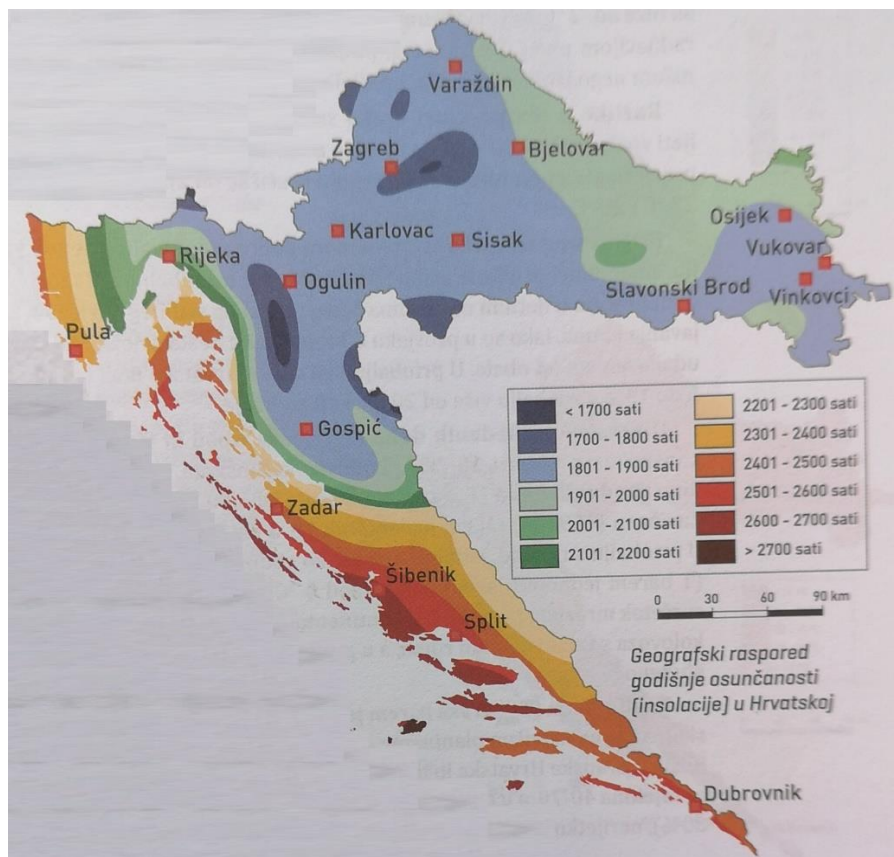 Varaždin
Zagreb
Bjelovar
Osijek
Karlovac
Sisak
Vukovar
Rijeka
Ogulin
Slavonski Brod
Vinkovci
Pula
Gospić
Zadar
Šibenik
Split
Dubrovnik
< 1700 sati
1700 - 1800 sati
1801 - 1900 sati
1901 - 2000 sati
2001 - 2100 sati
2101 - 2200 sati
2201 - 2300 sati
2301 - 2400 sati
2401 - 2500 sati
2501 - 2600 sati
2600 - 2700 sati
> 2700 sati
0 30 60 90 km
Geografski raspored
godišnje osunčanosti
(insolacije) u Hrvatskoj